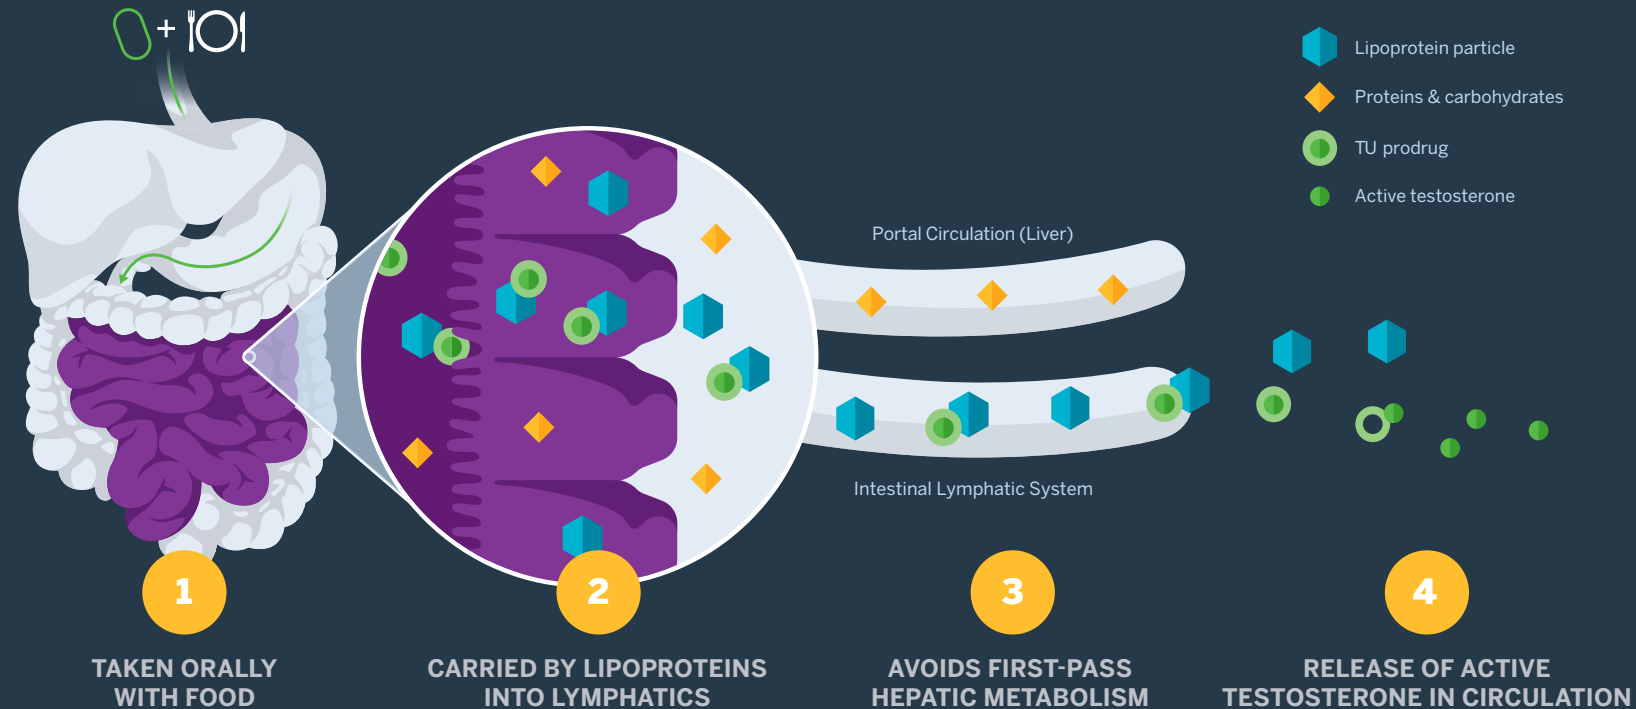 +
Lipoprotein particle
Proteins & carbohydrates
TU prodrug
Active testosterone
Portal Circulation (Liver)
Intestinal Lymphatic System
1
TAKEN ORALLY
WITH FOOD
2
CARRIED BY LIPOPROTEINS
INTO LYMPHATICS
3
AVOIDS FIRST-PASS
HEPATIC METABOLISM
4
RELEASE OF ACTIVE
TESTOSTERONE IN CIRCULATION